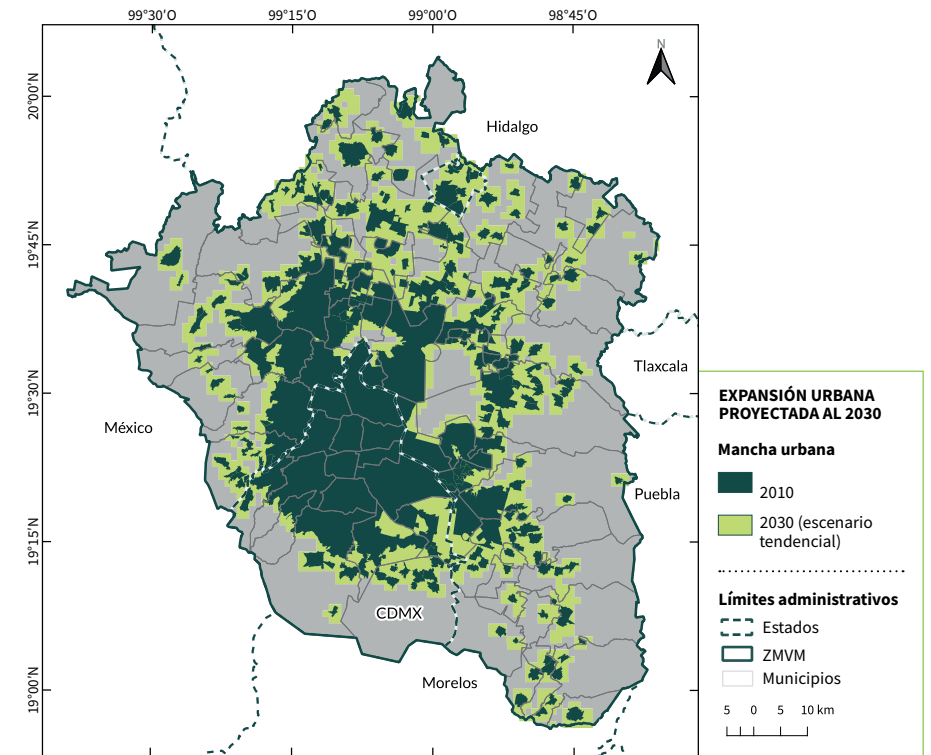 99°30'O 99°15'O 99°00'O 98°45'O
N
20°00'N
Hidalgo
19°45'N
Tlaxcala
19°30'N
México
Puebla
19°15'N
CDMX
Morelos
19°00'N
EXPANSIÓN URBANA
PROYECTADA AL 2030
Mancha urbana
2010
2030 (escenario
tendencial)
Límites administrativos
Estados
ZMVM
Municipios
5 0 5 10 km